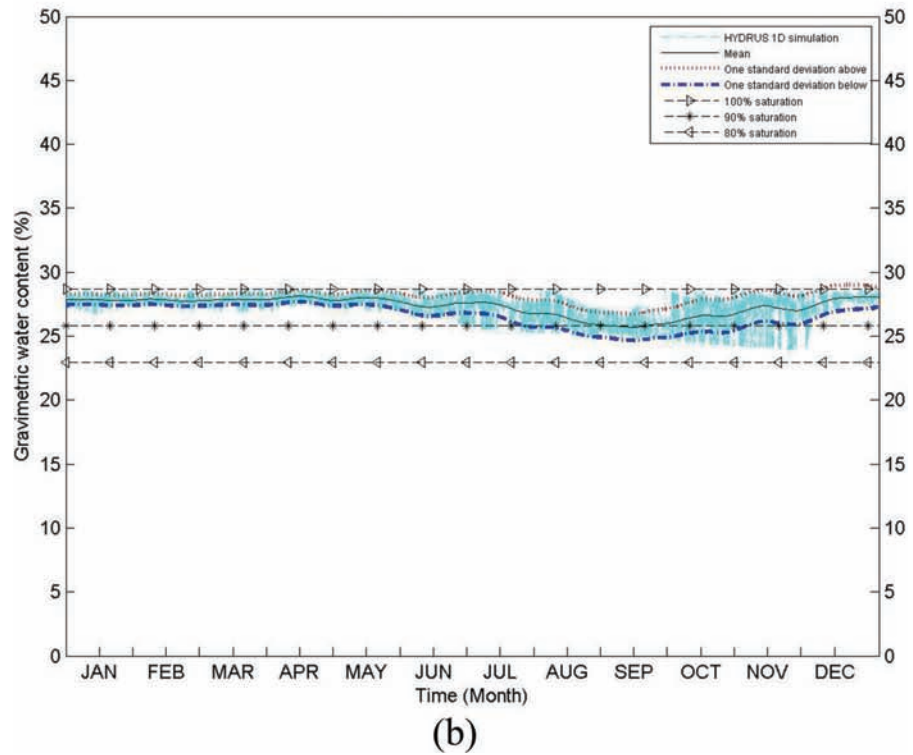 50
45
40
35
30
25
20
15
10
5
0
Gravimetric water content (%)
HYDRUS 1D simulation
Mean
One standard deviation above
One standard deviation below
100% saturation
90% saturation
80% saturation
50
45
40
35
30
25
20
15
10
5
0
JAN FEB MAR APR MAY JUN JUL AUG SEP OCT NOV DEC
Time (Month)
(b)